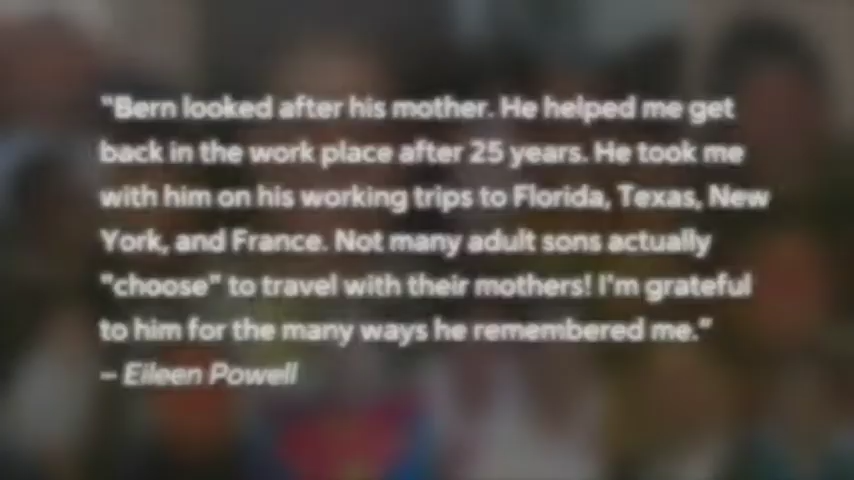 "Bern looked after his mother. He helped me get
back in the work place after 25 years. He took me
with him on his working trips to Florida, Texas, New
York, and France. Not many adult sons actually
"choose" to travel with their mothers! I'm grateful
to him for the many ways he remembered me."
– Eileen Powell